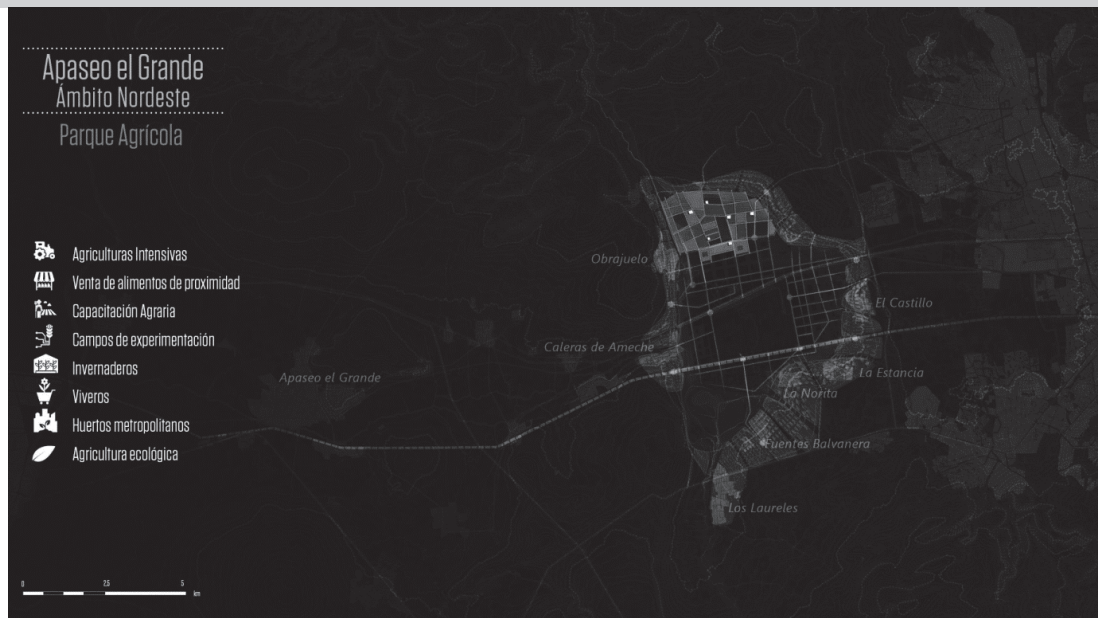 Apaseo el Grande
Ámbito Nordeste
Parque Agrícola
Agriculturas Intensivas
Venta de alimentos de proximidad
Capacitación Agraria
Campos de experimentación
Invernaderos
Viveros
Huertos metropolitanos
Agricultura ecológica
Obrajuelo
El Castillo
Caleras de Ameche
La Estancia
Apaseo el Grande
La Norita
Fuentes Balvanera
Los Laureles
0 2.5 5 km